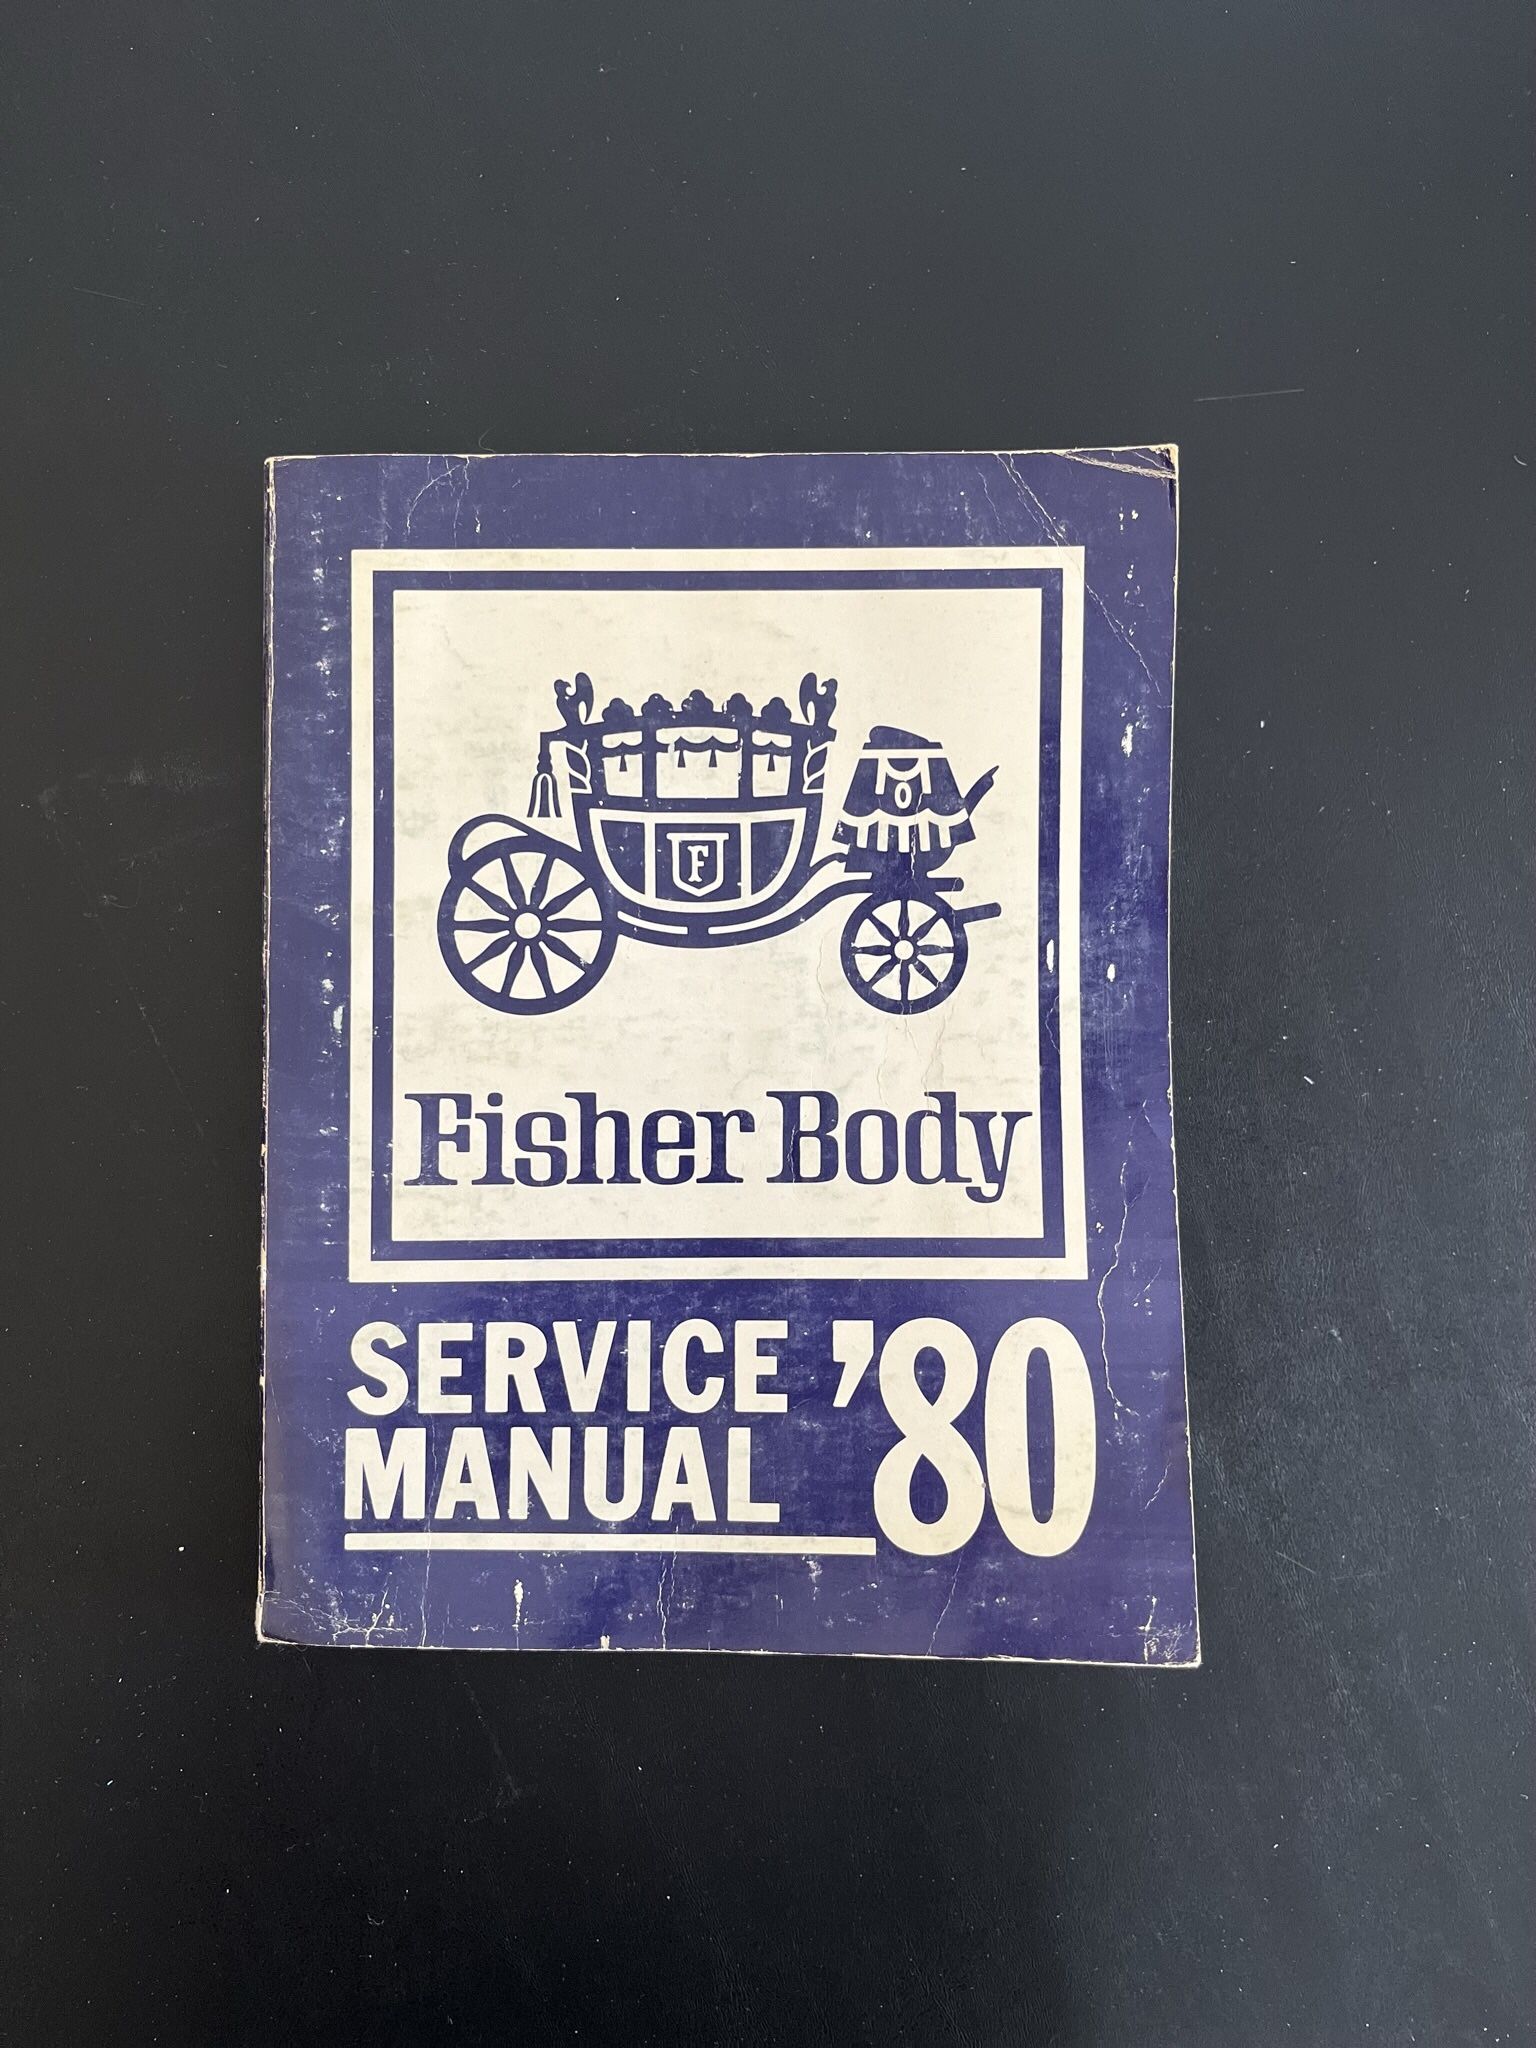 F
Fisher Body
SERVICE '80
MANUAL